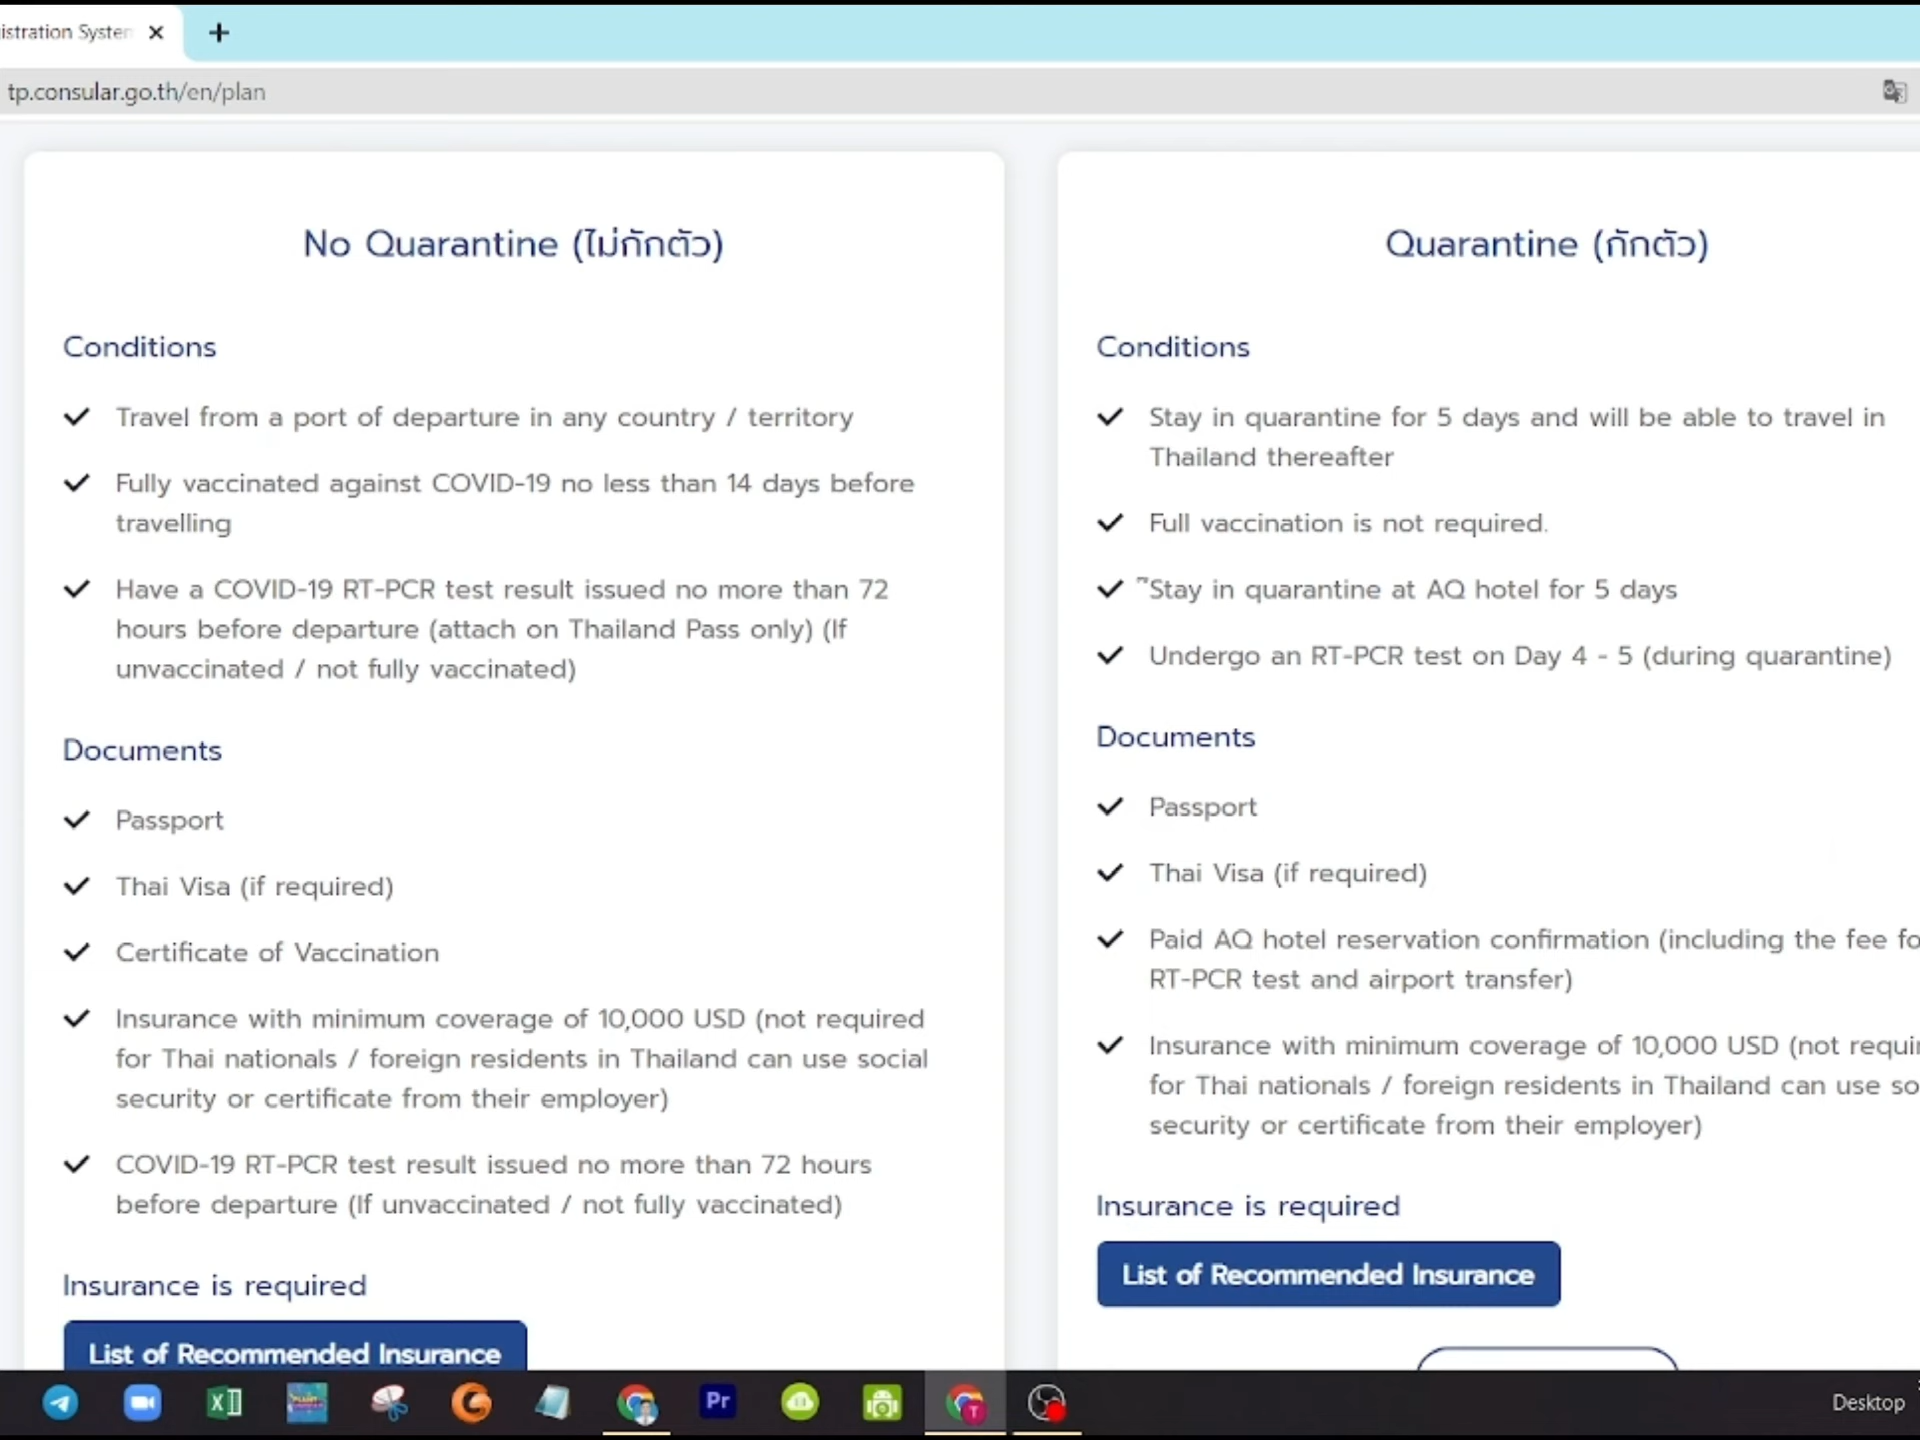 istration System
tp.consular.go.th/en/plan
No Quarantine (ไม่กักตัว)
Conditions
Travel from a port of departure in any country / territory
Fully vaccinated against COVID-19 no less than 14 days before
travelling
Have a COVID-19 RT-PCR test result issued no more than 72
hours before departure (attach on Thailand Pass only) (If
unvaccinated / not fully vaccinated)
Documents
Passport
Thai Visa (if required)
Certificate of Vaccination
Insurance with minimum coverage of 10,000 USD (not required
for Thai nationals / foreign residents in Thailand can use social
security or certificate from their employer)
COVID-19 RT-PCR test result issued no more than 72 hours
before departure (If unvaccinated / not fully vaccinated)
Insurance is required
List of Recommended Insurance
Quarantine (กักตัว)
Conditions
Stay in quarantine for 5 days and will be able to travel in
Thailand thereafter
Full vaccination is not required.
Stay in quarantine at AQ hotel for 5 days
Undergo an RT-PCR test on Day 4 - 5 (during quarantine)
Documents
Passport
Thai Visa (if required)
Paid AQ hotel reservation confirmation (including the fee fo
RT-PCR test and airport transfer)
Insurance with minimum coverage of 10,000 USD (not requi
for Thai nationals / foreign residents in Thailand can use so
security or certificate from their employer)
Insurance is required
List of Recommended Insurance
Pr
T
Desktop